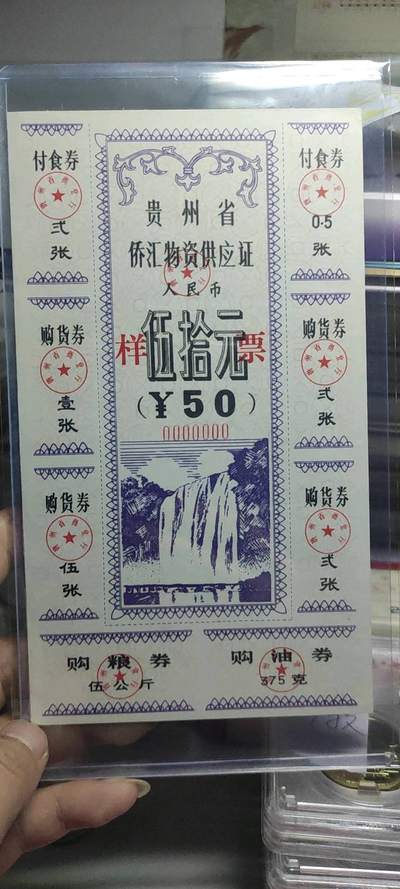 付食券
贰
张
购货券
壹
张
购货券
伍
张
贵州省
侨汇物资供应证
人民币
样 伍拾元 票
(¥50)
0000000
付食券
0.5
张
购货券
贰
张
购货券
贰
张
购粮券
伍公斤
购油券
375克